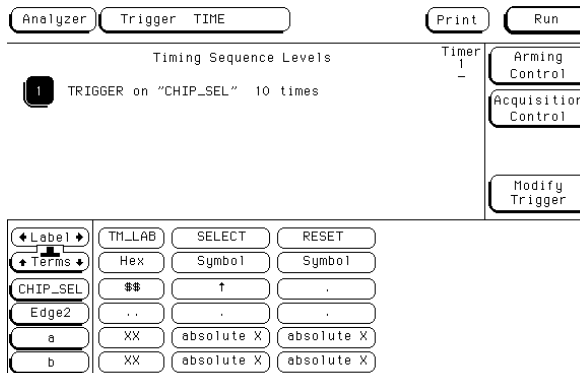 Analyzer Trigger TIME Print Run
Timing Sequence Levels
Timer
1
–
1 TRIGGER on "CHIP_SEL" 10 times
Arming
Control
Acquisition
Control
Modify
Trigger
Label TM_LAB SELECT RESET
Terms Hex Symbol Symbol
CHIP_SEL $$ ↑ .
Edge2 .. . .
a XX absolute X absolute X
b XX absolute X absolute X